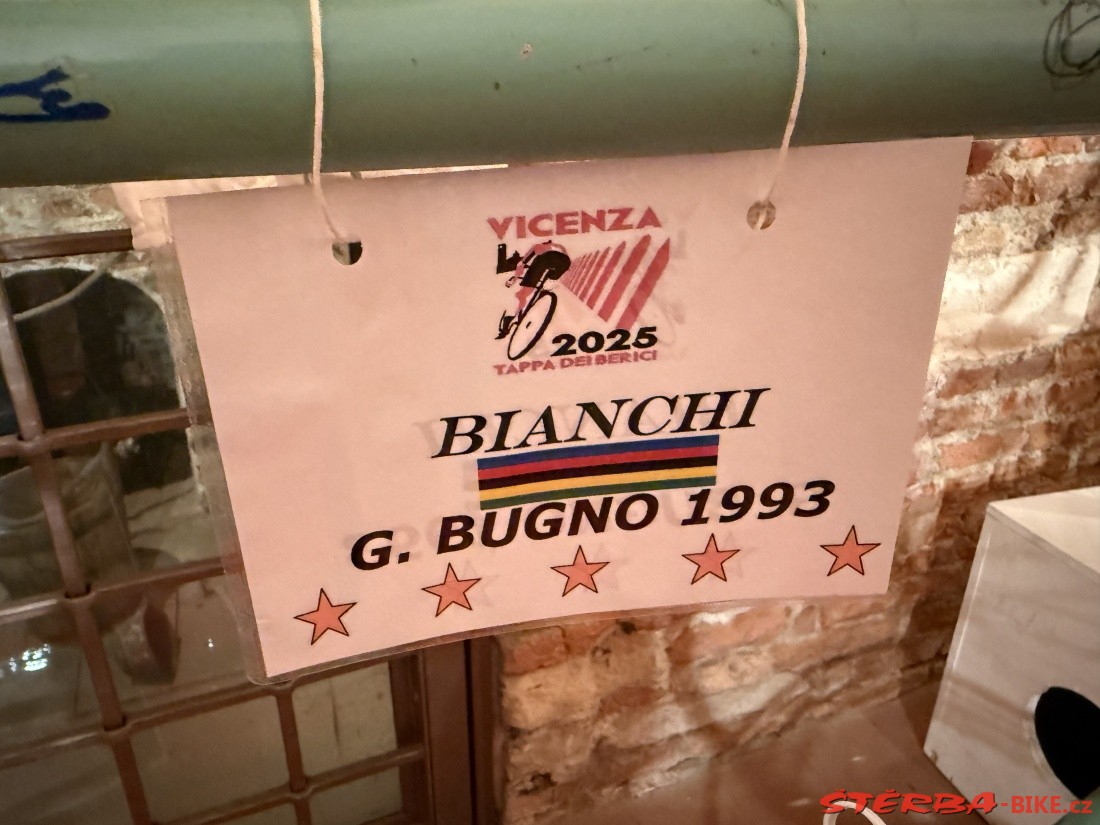 VICENZA
2025
TAPPA DEI BERICI
BIANCHI
G. BUGNO 1993
ŠTĚRBA-BIKE.cz